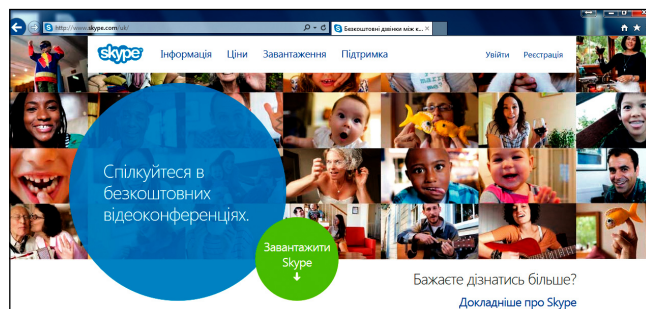 http://www.skype.com/uk/
Безкоштовні дзвінки між к...
skype
Інформація Ціни Завантаження Підтримка Увійти Реєстрація
Спілкуйтеся в
безкоштовних
відеоконференціях.
Завантажити
Skype
Бажаєте дізнатись більше?
Докладніше про Skype